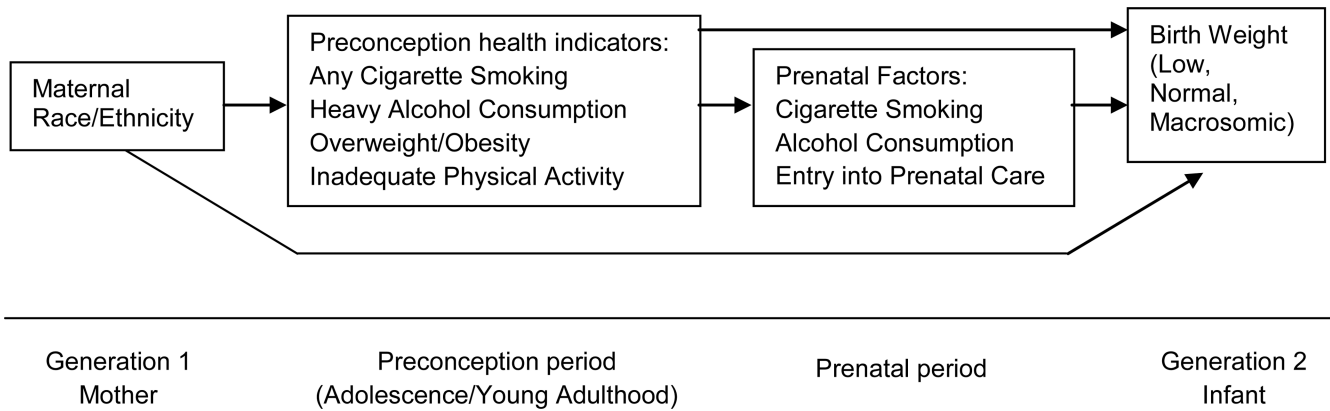 Maternal
Race/Ethnicity
Preconception health indicators:
Any Cigarette Smoking
Heavy Alcohol Consumption
Overweight/Obesity
Inadequate Physical Activity
Prenatal Factors:
Cigarette Smoking
Alcohol Consumption
Entry into Prenatal Care
Birth Weight
(Low,
Normal,
Macrosomic)
Generation 1
Mother
Preconception period
(Adolescence/Young Adulthood)
Prenatal period
Generation 2
Infant